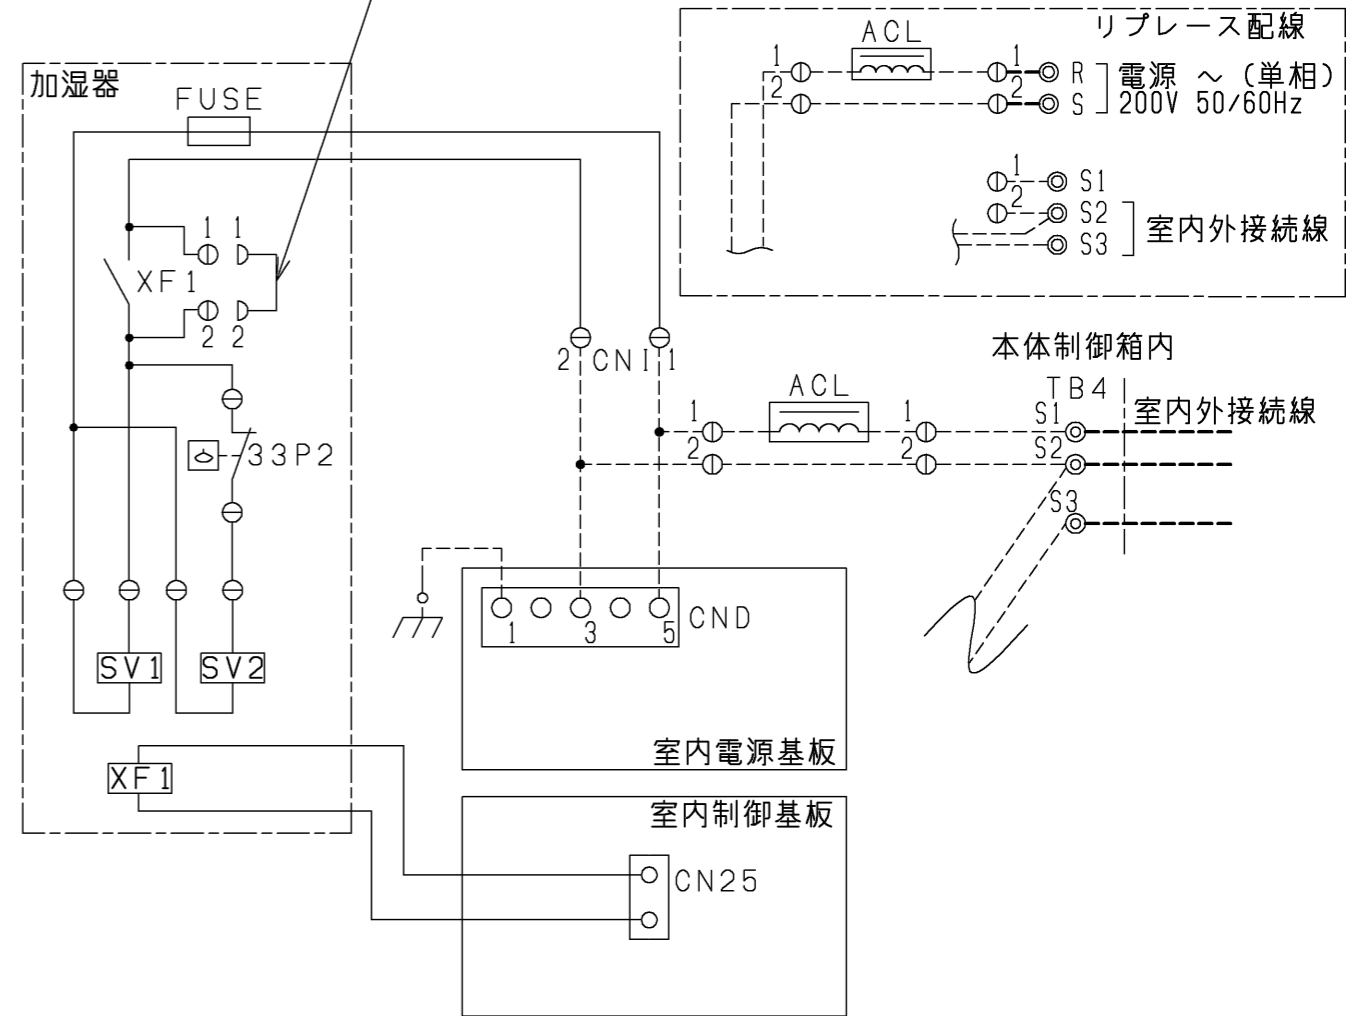 リプレース配線
ACL
1
1
R
電源 ~ (単相)
2
2
S
200V 50/60Hz
1
S1
2
S2
室内外接続線
S3
加湿器
FUSE
1 1
XF1
2 2
2 CNI 1
33P2
本体制御箱内
TB4
ACL
1
1
S1
室内外接続線
2
2
S2
S3
1
3
5
CND
SV1
SV2
室内電源基板
XF1
室内制御基板
CN25